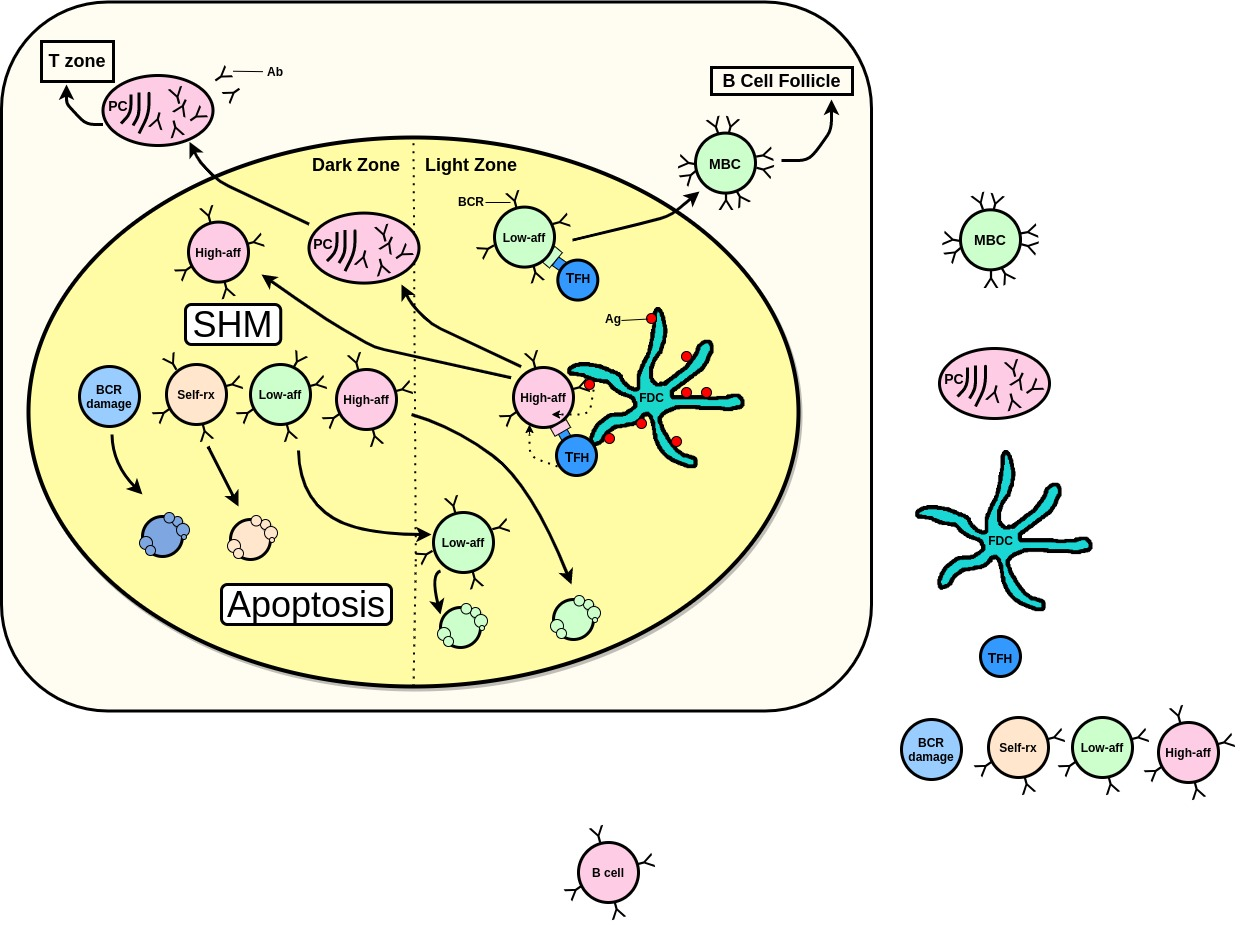 T zone
PC
Ab
B Cell Follicle
MBC
Dark Zone
Light Zone
BCR
Low-aff
TFH
High-aff
PC
SHM
Ag
BCR
damage
Self-rx
Low-aff
High-aff
High-aff
FDC
TFH
Low-aff
Apoptosis
MBC
PC
FDC
TFH
BCR
damage
Self-rx
Low-aff
High-aff
B cell